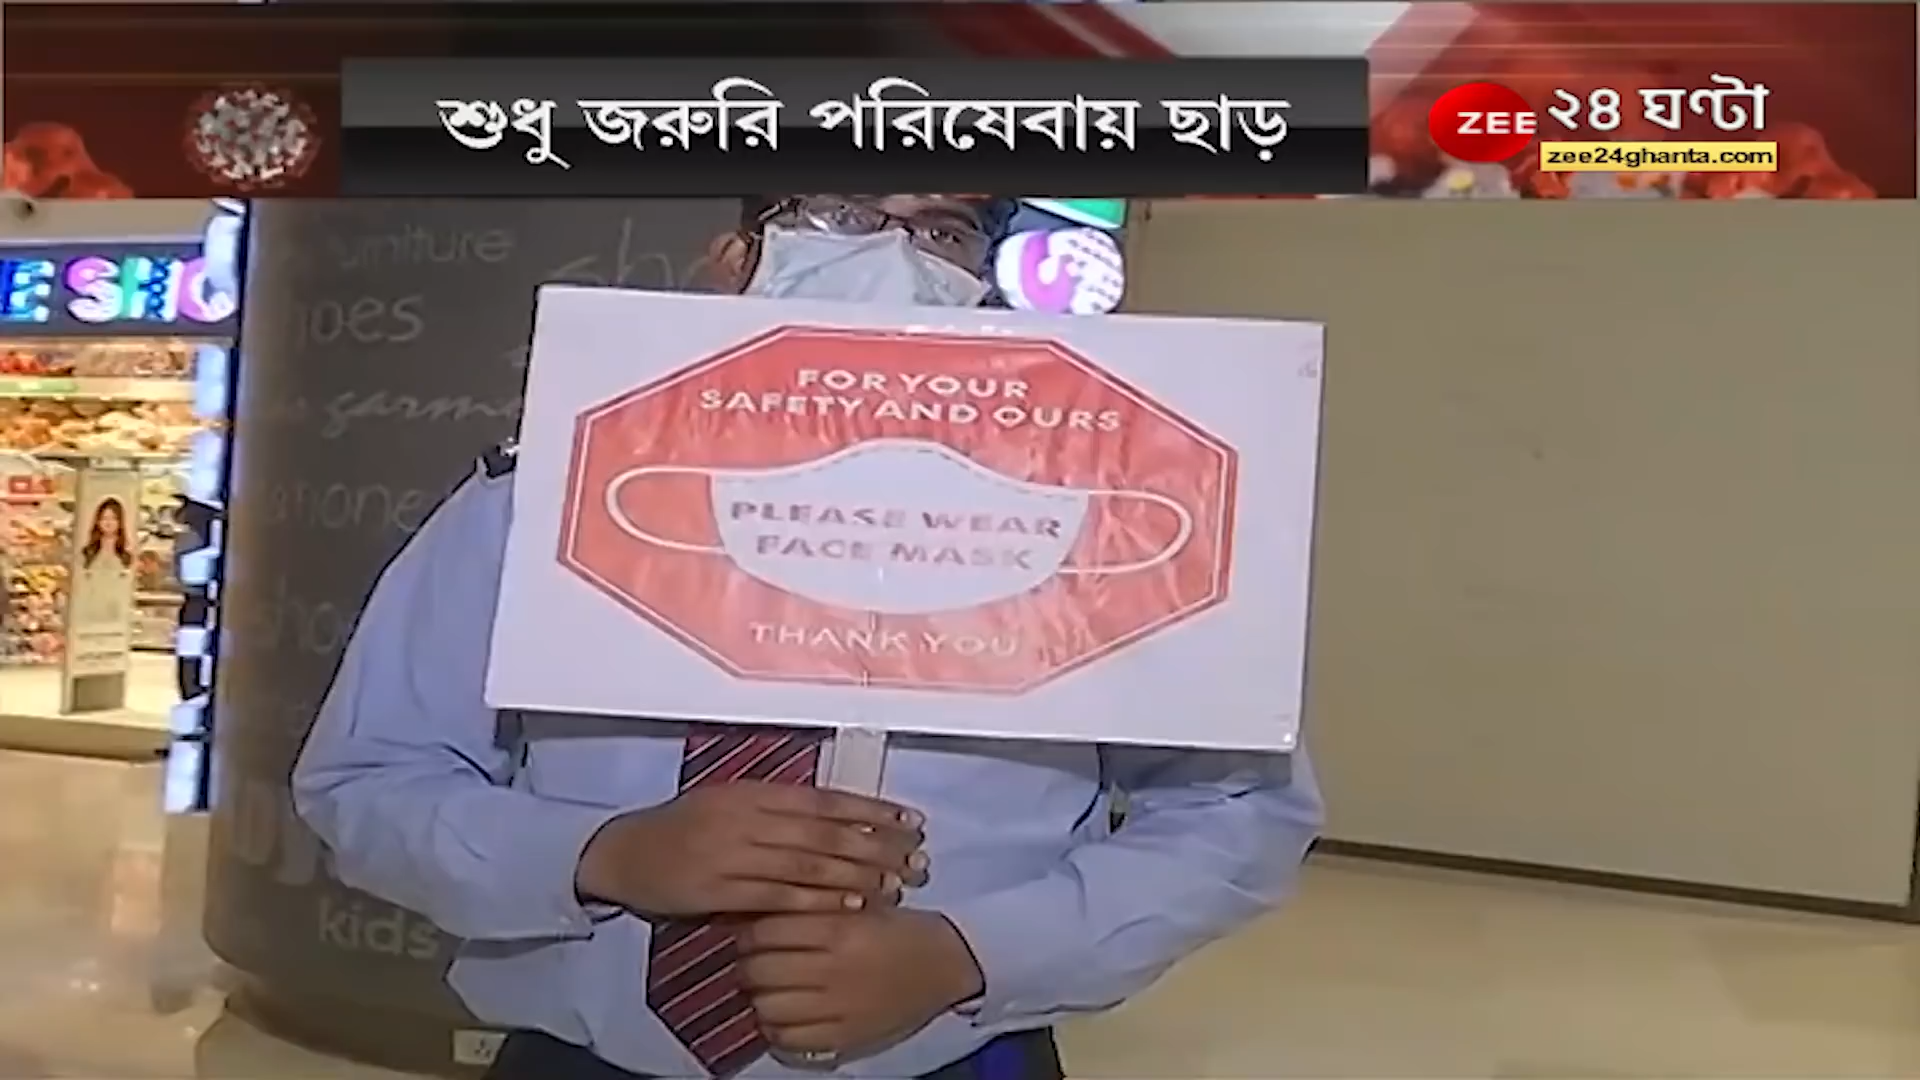 শুধু জরুরি পরিষেবায় ছাড়
ZEE ২৪ ঘণ্টা
zee24ghanta.com
E SHO
furniture
shoes
kids
FOR YOUR
SAFETY AND OURS
PLEASE WEAR
FACE MASK
THANK YOU